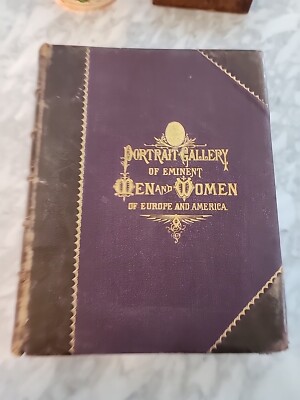 PORTRAIT GALLERY
OF EMINENT
MEN AND WOMEN
OF EUROPE AND AMERICA.